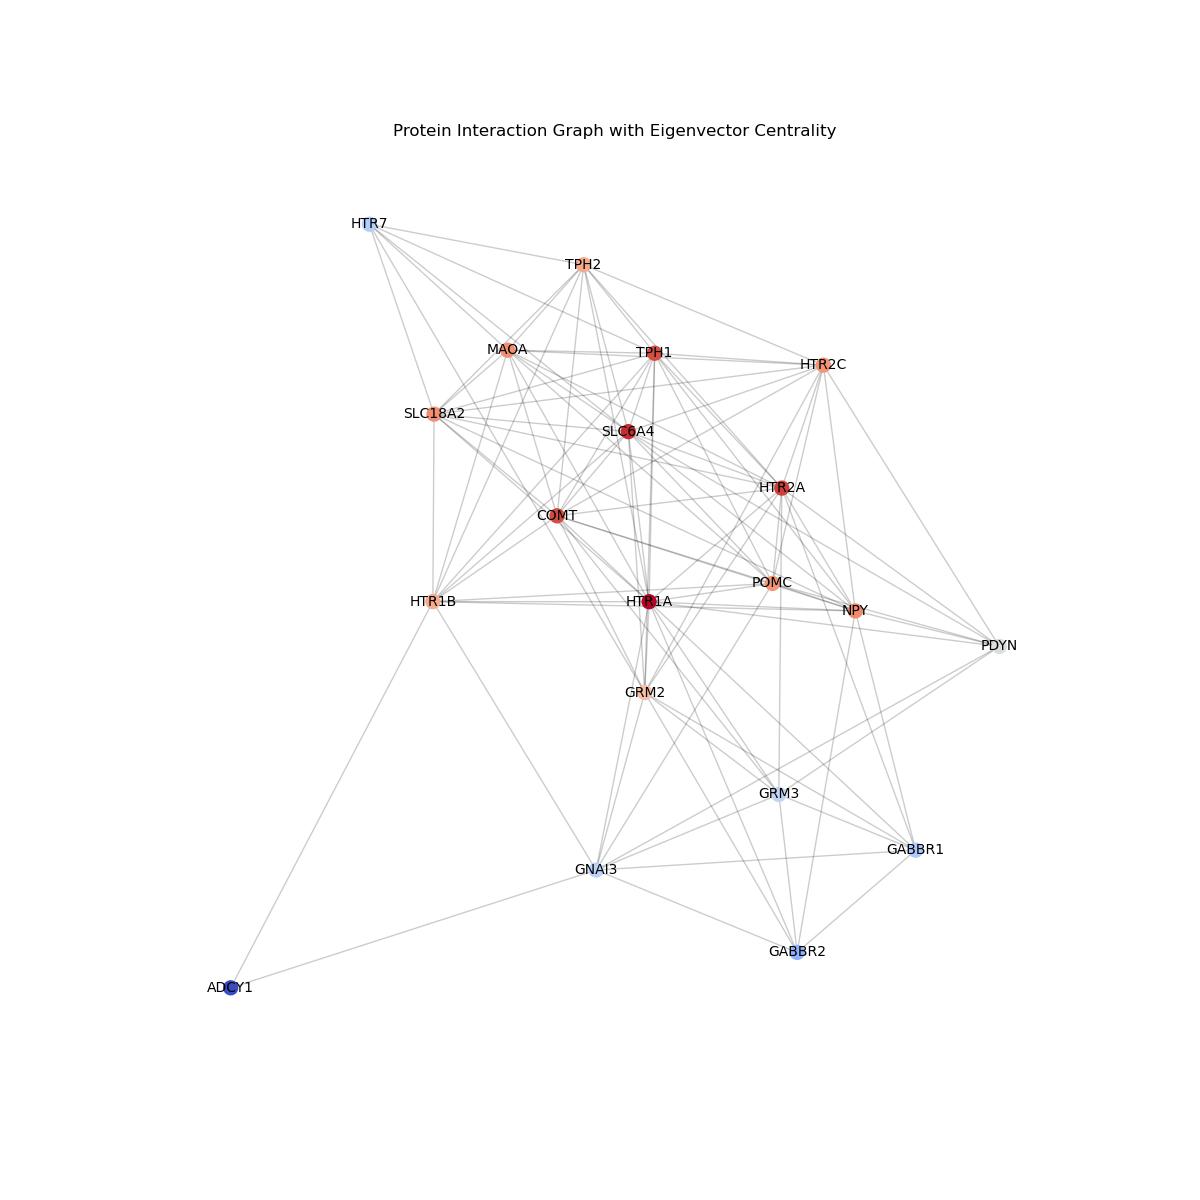 Protein Interaction Graph with Eigenvector Centrality
HTR7
TPH2
MAOA
TPH1
HTR2C
SLC18A2
SLC6A4
HTR2A
COMT
POMC
HTR1B
HTR1A
NPY
PDYN
GRM2
GRM3
GABBR1
GNAI3
GABBR2
ADCY1